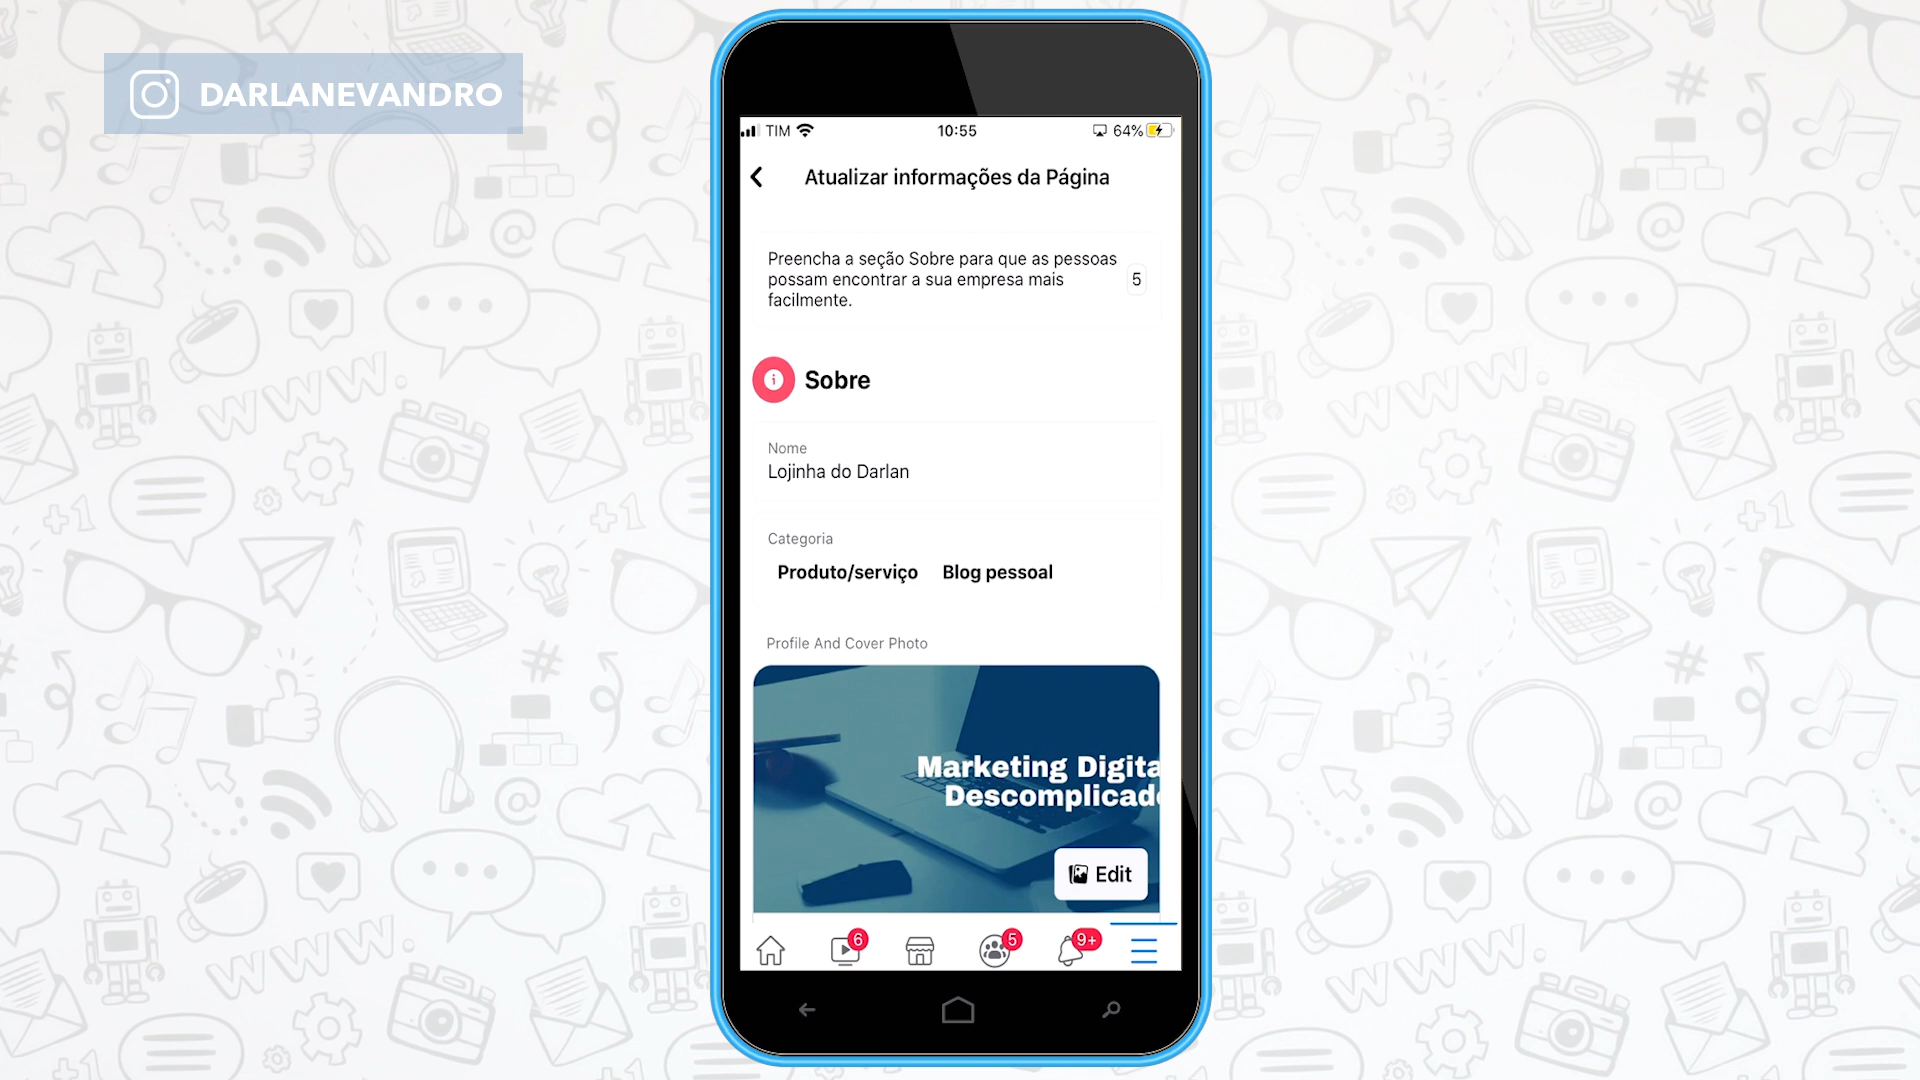 DARLANEVANDRO
TIM 10:55 64%
Atualizar informações da Página
Preencha a seção Sobre para que as pessoas
possam encontrar a sua empresa mais
facilmente.
5
Sobre
Nome
Lojinha do Darlan
Categoria
Produto/serviço Blog pessoal
Profile And Cover Photo
Marketing Digita
Descomplicad
Edit
6 5 9+